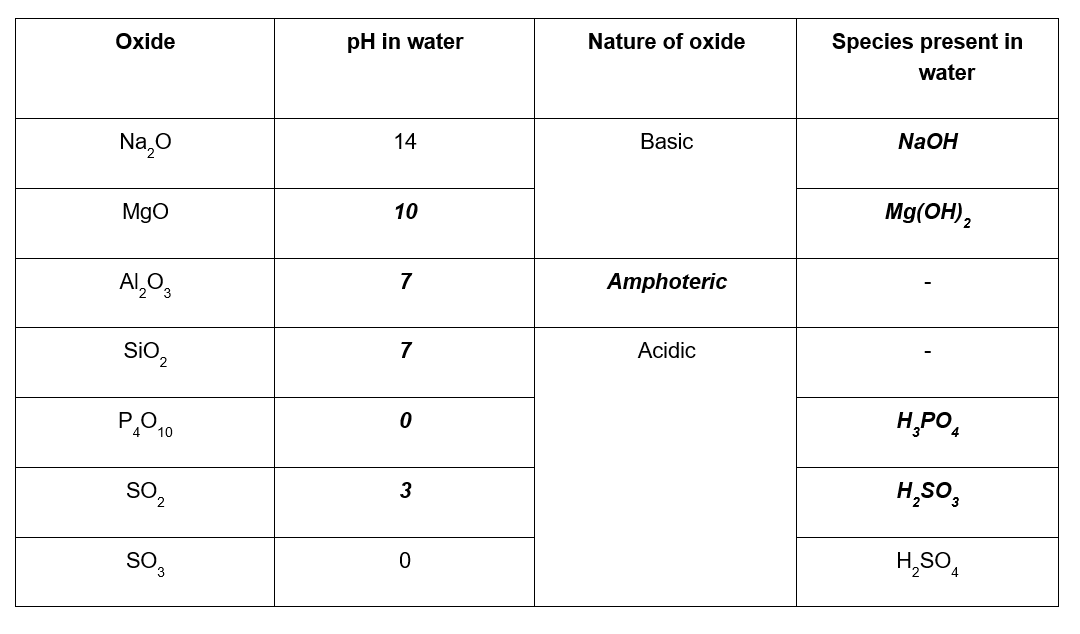 Oxide pH in water Nature of oxide Species present in
water
Na₂O 14 Basic NaOH
MgO 10 Mg(OH)₂
Al₂O₃ 7 Amphoteric -
SiO₂ 7 Acidic -
P₄O₁₀ 0 H₃PO₄
SO₂ 3 H₂SO₃
SO₃ 0 H₂SO₄